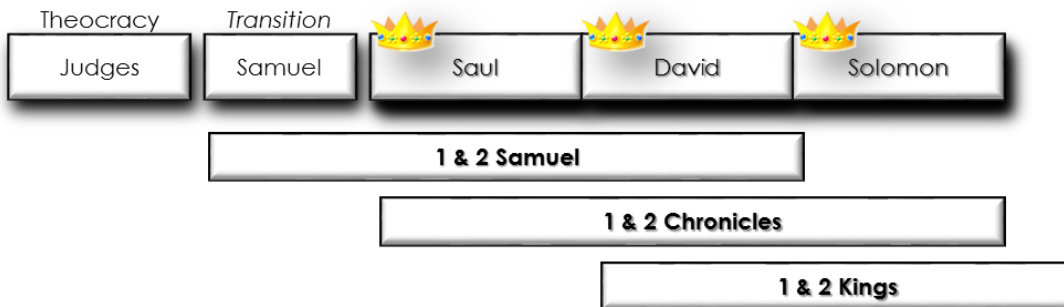 Theocracy
Transition
Judges
Samuel
Saul
David
Solomon
1 & 2 Samuel
1 & 2 Chronicles
1 & 2 Kings